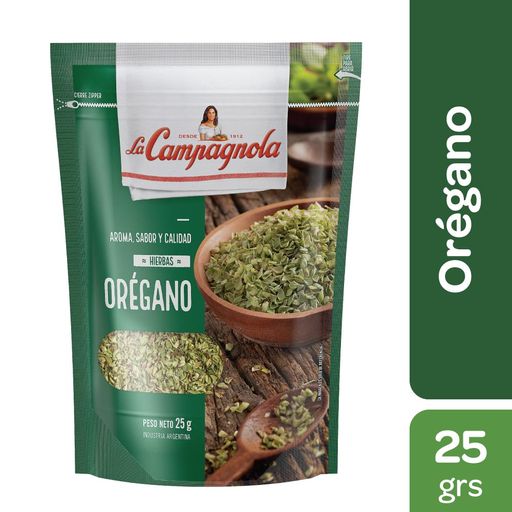 CIERRE ZIPPER
DESDE 1912
La Campagnola
AROMA, SABOR Y CALIDAD
≈ HIERBAS ≈
ORÉGANO
PESO NETO 25 g
INDUSTRIA ARGENTINA
Orégano
25
grs